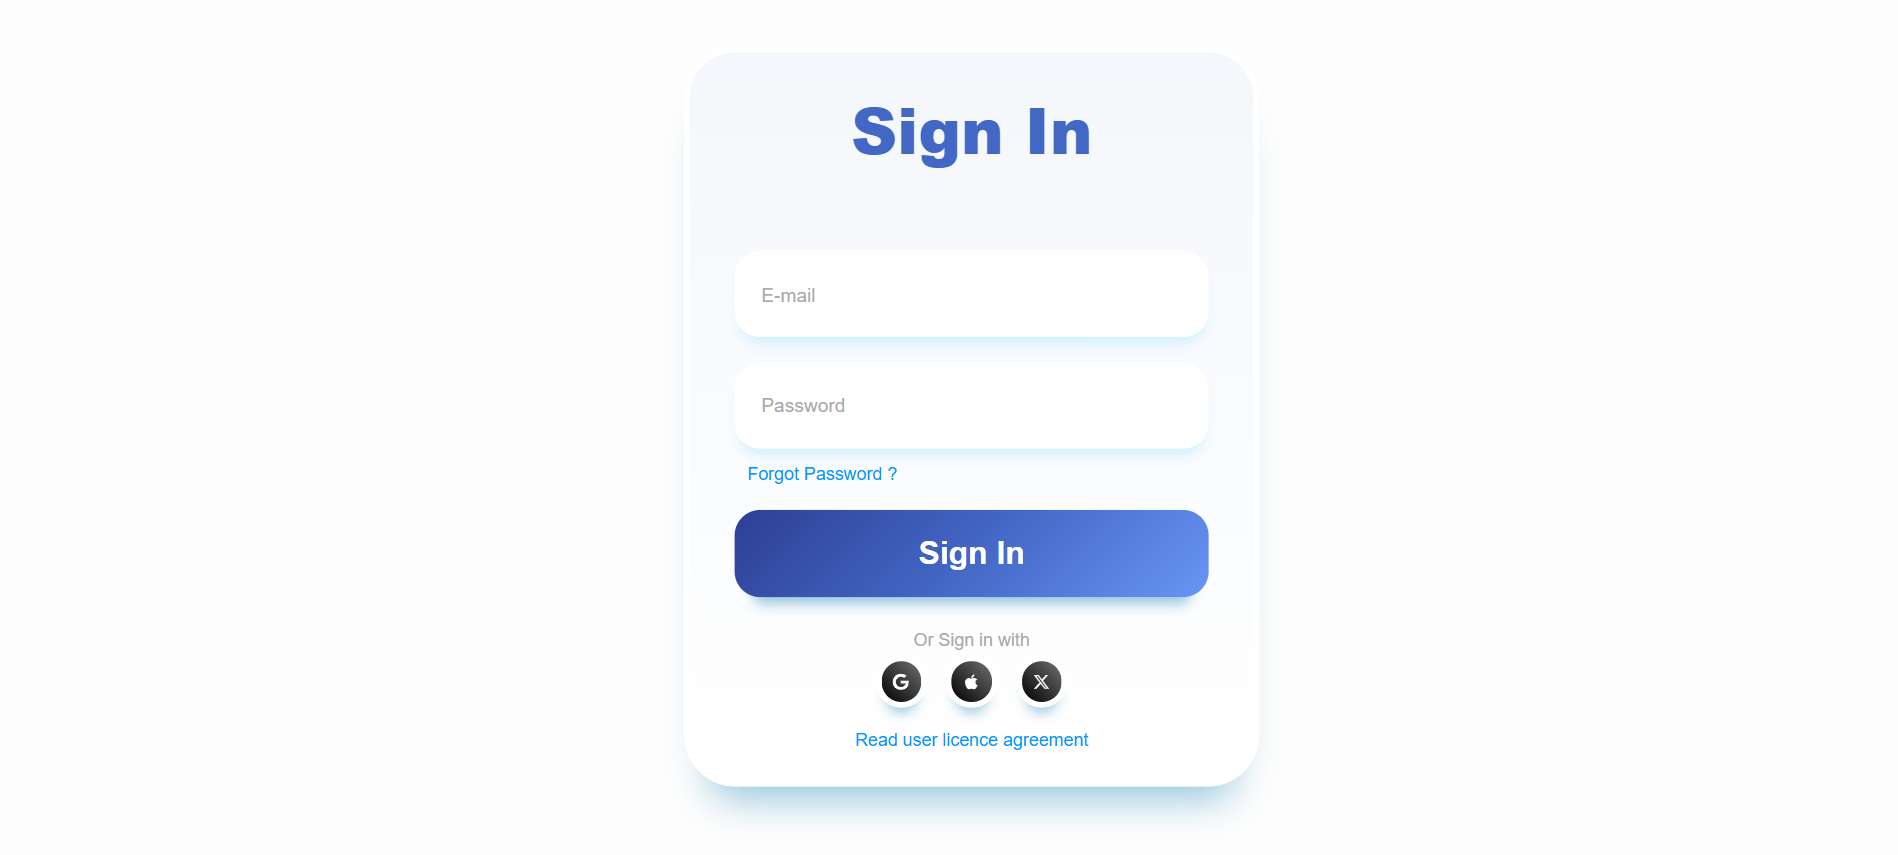 Sign In
E-mail
Password
Forgot Password ?
Sign In
Or Sign in with
Read user licence agreement